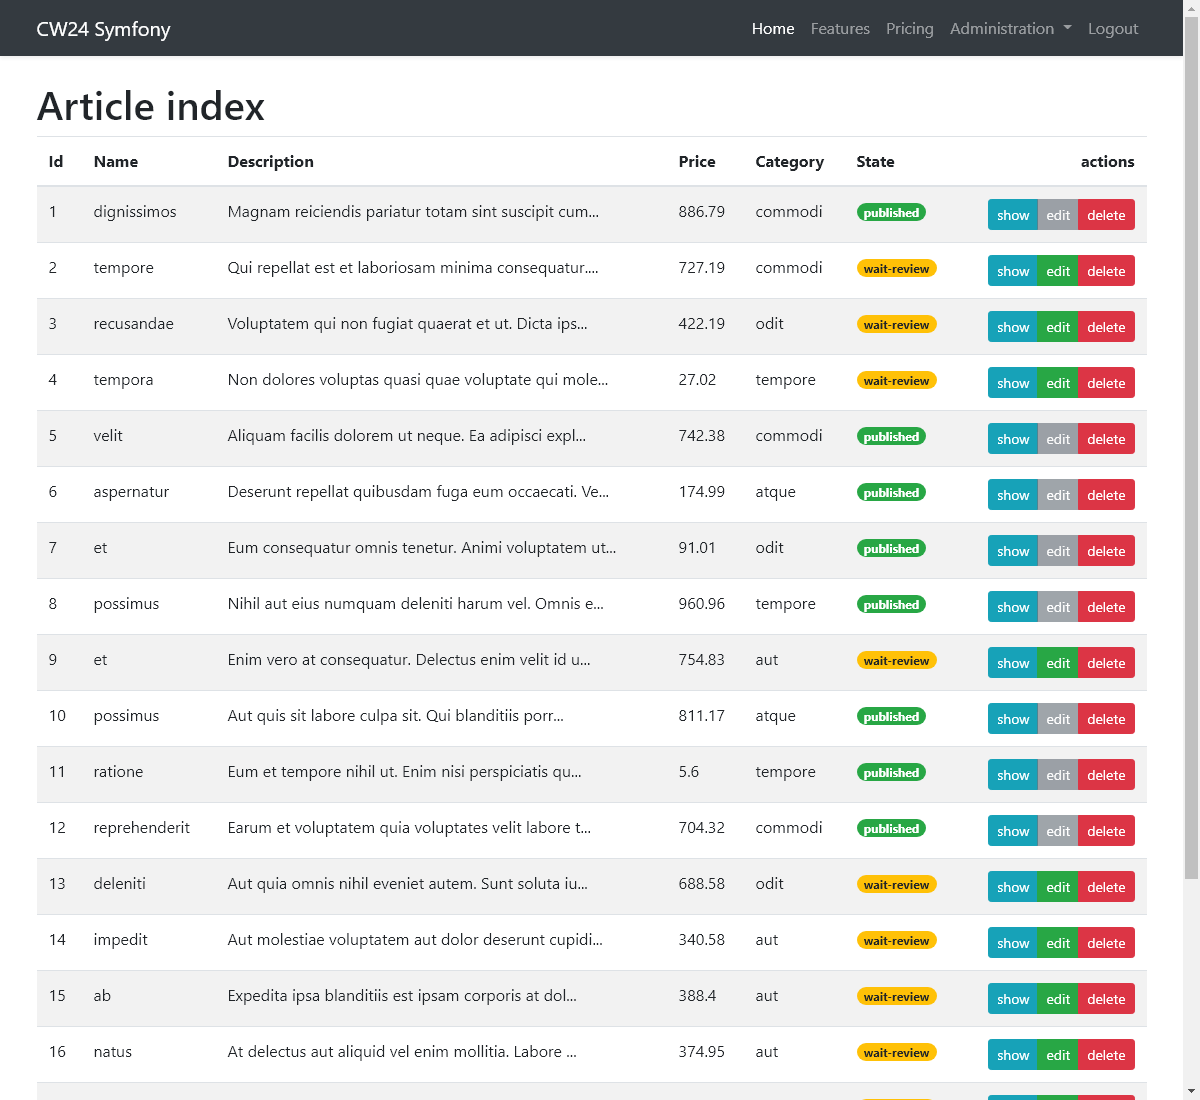 CW24 Symfony Home Features Pricing Administration Logout
Article index
Id Name Description Price Category State actions
1 dignissimos Magnam reiciendis pariatur totam sint suscipit cum... 886.79 commodi published show edit delete
2 tempore Qui repellat est et laboriosam minima consequatur.... 727.19 commodi wait-review show edit delete
3 recusandae Voluptatem qui non fugiat quaerat et ut. Dicta ips... 422.19 odit wait-review show edit delete
4 tempora Non dolores voluptas quasi quae voluptate qui mole... 27.02 tempore wait-review show edit delete
5 velit Aliquam facilis dolorem ut neque. Ea adipisci expl... 742.38 commodi published show edit delete
6 aspernatur Deserunt repellat quibusdam fuga eum occaecati. Ve... 174.99 atque published show edit delete
7 et Eum consequatur omnis tenetur. Animi voluptatem ut... 91.01 odit published show edit delete
8 possimus Nihil aut eius numquam deleniti harum vel. Omnis e... 960.96 tempore published show edit delete
9 et Enim vero at consequatur. Delectus enim velit id u... 754.83 aut wait-review show edit delete
10 possimus Aut quis sit labore culpa sit. Qui blanditiis porr... 811.17 atque published show edit delete
11 ratione Eum et tempore nihil ut. Enim nisi perspiciatis qu... 5.6 tempore published show edit delete
12 reprehenderit Earum et voluptatem quia voluptates velit labore t... 704.32 commodi published show edit delete
13 deleniti Aut quia omnis nihil eveniet autem. Sunt soluta iu... 688.58 odit wait-review show edit delete
14 impedit Aut molestiae voluptatem aut dolor deserunt cupidi... 340.58 aut wait-review show edit delete
15 ab Expedita ipsa blanditiis est ipsam corporis at dol... 388.4 aut wait-review show edit delete
16 natus At delectus aut aliquid vel enim mollitia. Labore ... 374.95 aut wait-review show edit delete